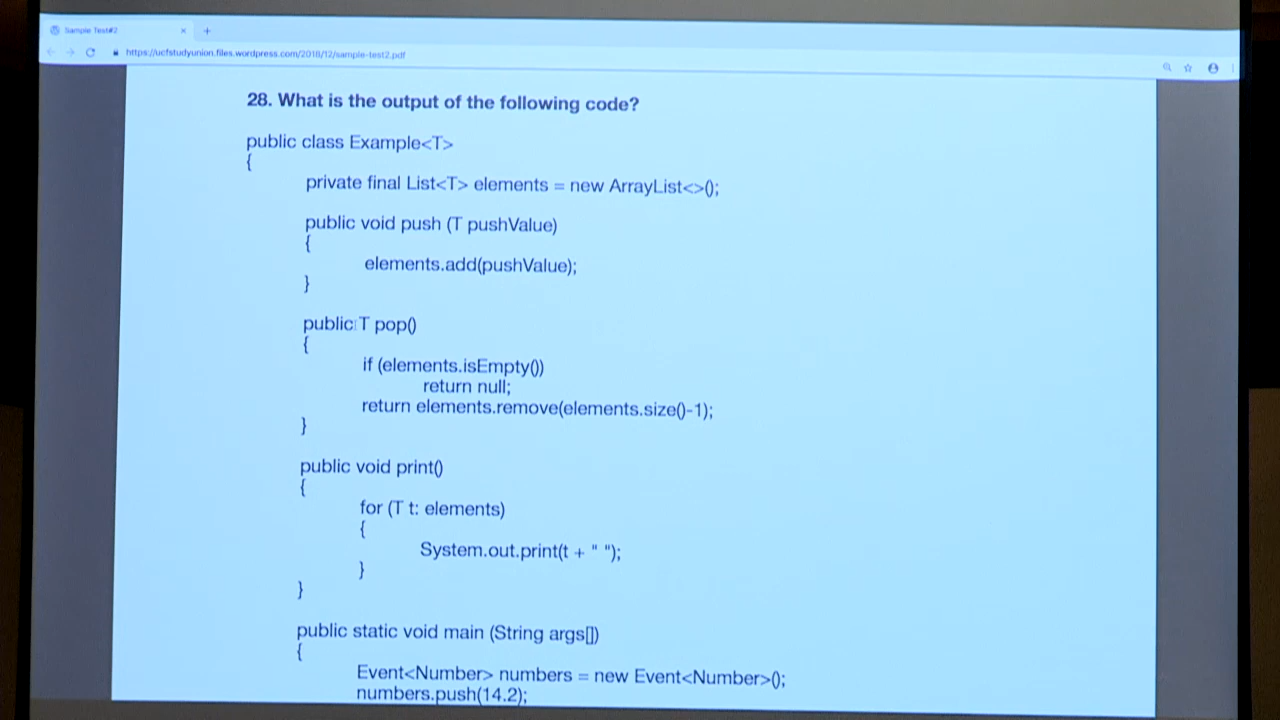 Sample Test#2
https://ucfstudyunion.files.wordpress.com/2018/12/sample-test2.pdf
28. What is the output of the following code?
public class Example<T>
{
private final List<T> elements = new ArrayList<>();
public void push (T pushValue)
{
elements.add(pushValue);
}
public T pop()
{
if (elements.isEmpty())
return null;
return elements.remove(elements.size()-1);
}
public void print()
{
for (T t: elements)
{
System.out.print(t + " ");
}
}
public static void main (String args[])
{
Event<Number> numbers = new Event<Number>();
numbers.push(14.2);